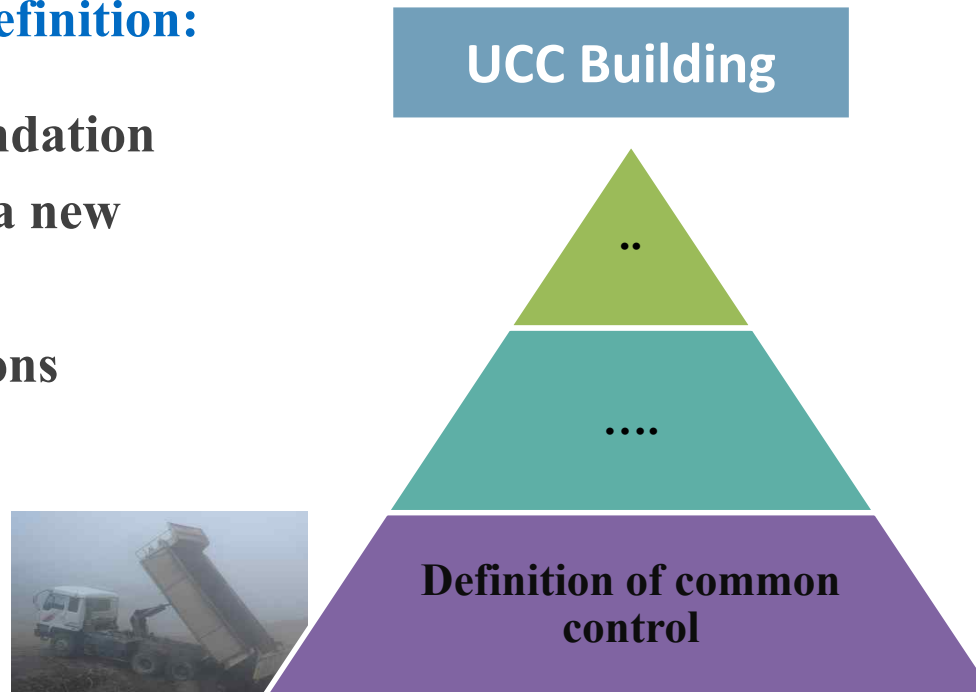 efinition:
ndation
a new
ons
UCC Building
..
....
Definition of common
control